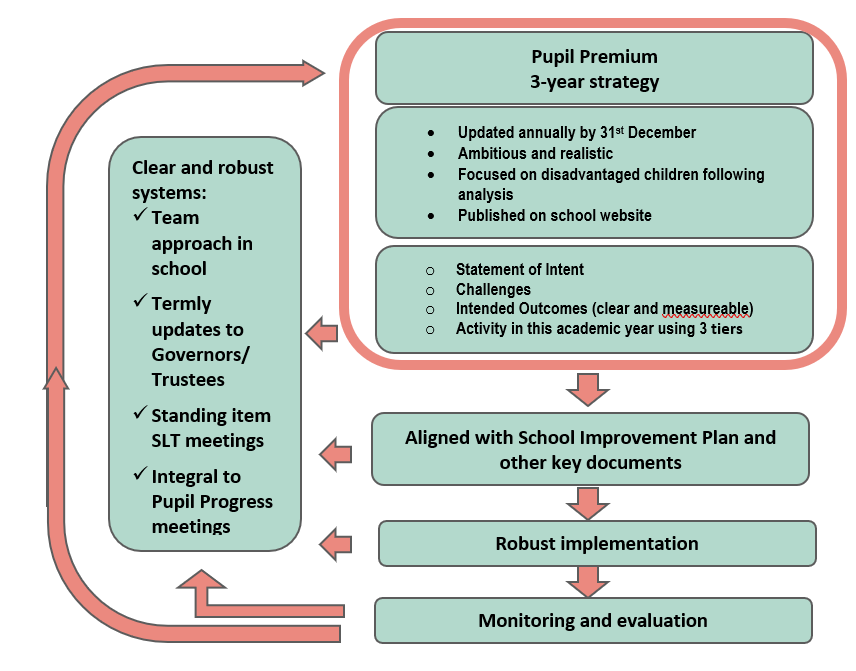 Pupil Premium
3-year strategy
• Updated annually by 31st December
• Ambitious and realistic
• Focused on disadvantaged children following
analysis
• Published on school website
o Statement of Intent
o Challenges
o Intended Outcomes (clear and measureable)
o Activity in this academic year using 3 tiers
Clear and robust
systems:
✓ Team
approach in
school
✓ Termly
updates to
Governors/
Trustees
✓ Standing item
SLT meetings
✓ Integral to
Pupil Progress
meetings
Aligned with School Improvement Plan and
other key documents
Robust implementation
Monitoring and evaluation